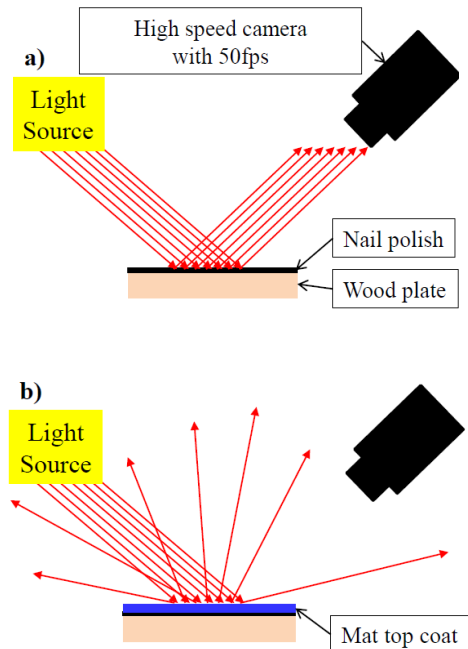 High speed camera
with 50fps
a)
Light
Source
Nail polish
Wood plate
b)
Light
Source
Mat top coat